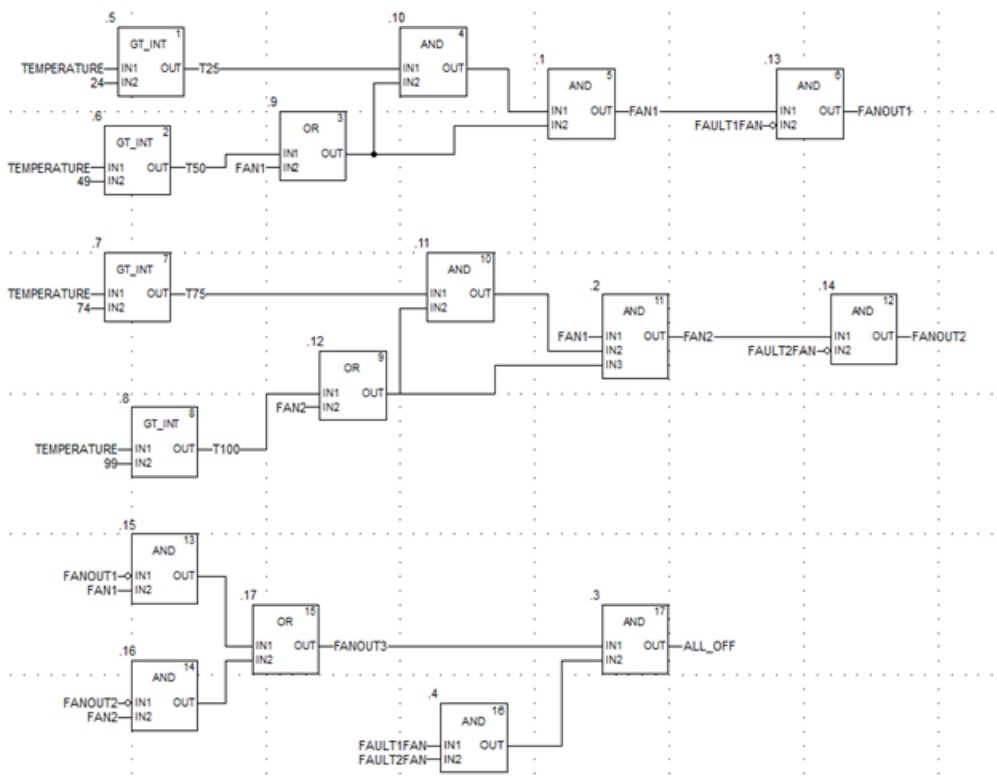 .5
1
GT_INT
TEMPERATURE IN1 OUT T25
24 IN2
.10
4
AND
IN1 OUT
IN2
.1
5
AND
IN1 OUT FAN1
IN2
.13
6
AND
IN1 OUT FANOUT1
FAULT1FAN IN2
.6
2
GT_INT
TEMPERATURE IN1 OUT T50
49 IN2
.9
3
OR
IN1 OUT
FAN1 IN2
.7
7
GT_INT
TEMPERATURE IN1 OUT T75
74 IN2
.11
10
AND
IN1 OUT
IN2
.2
11
AND
FAN1 IN1 OUT FAN2
IN2
IN3
.14
12
AND
IN1 OUT FANOUT2
FAULT2FAN IN2
.12
9
OR
IN1 OUT
FAN2 IN2
.8
8
GT_INT
TEMPERATURE IN1 OUT T100
99 IN2
.15
13
AND
FANOUT1 IN1 OUT
FAN1 IN2
.17
15
OR
IN1 OUT FANOUT3
IN2
.3
17
AND
IN1 OUT ALL_OFF
IN2
.16
14
AND
FANOUT2 IN1 OUT
FAN2 IN2
.4
16
AND
FAULT1FAN IN1 OUT
FAULT2FAN IN2